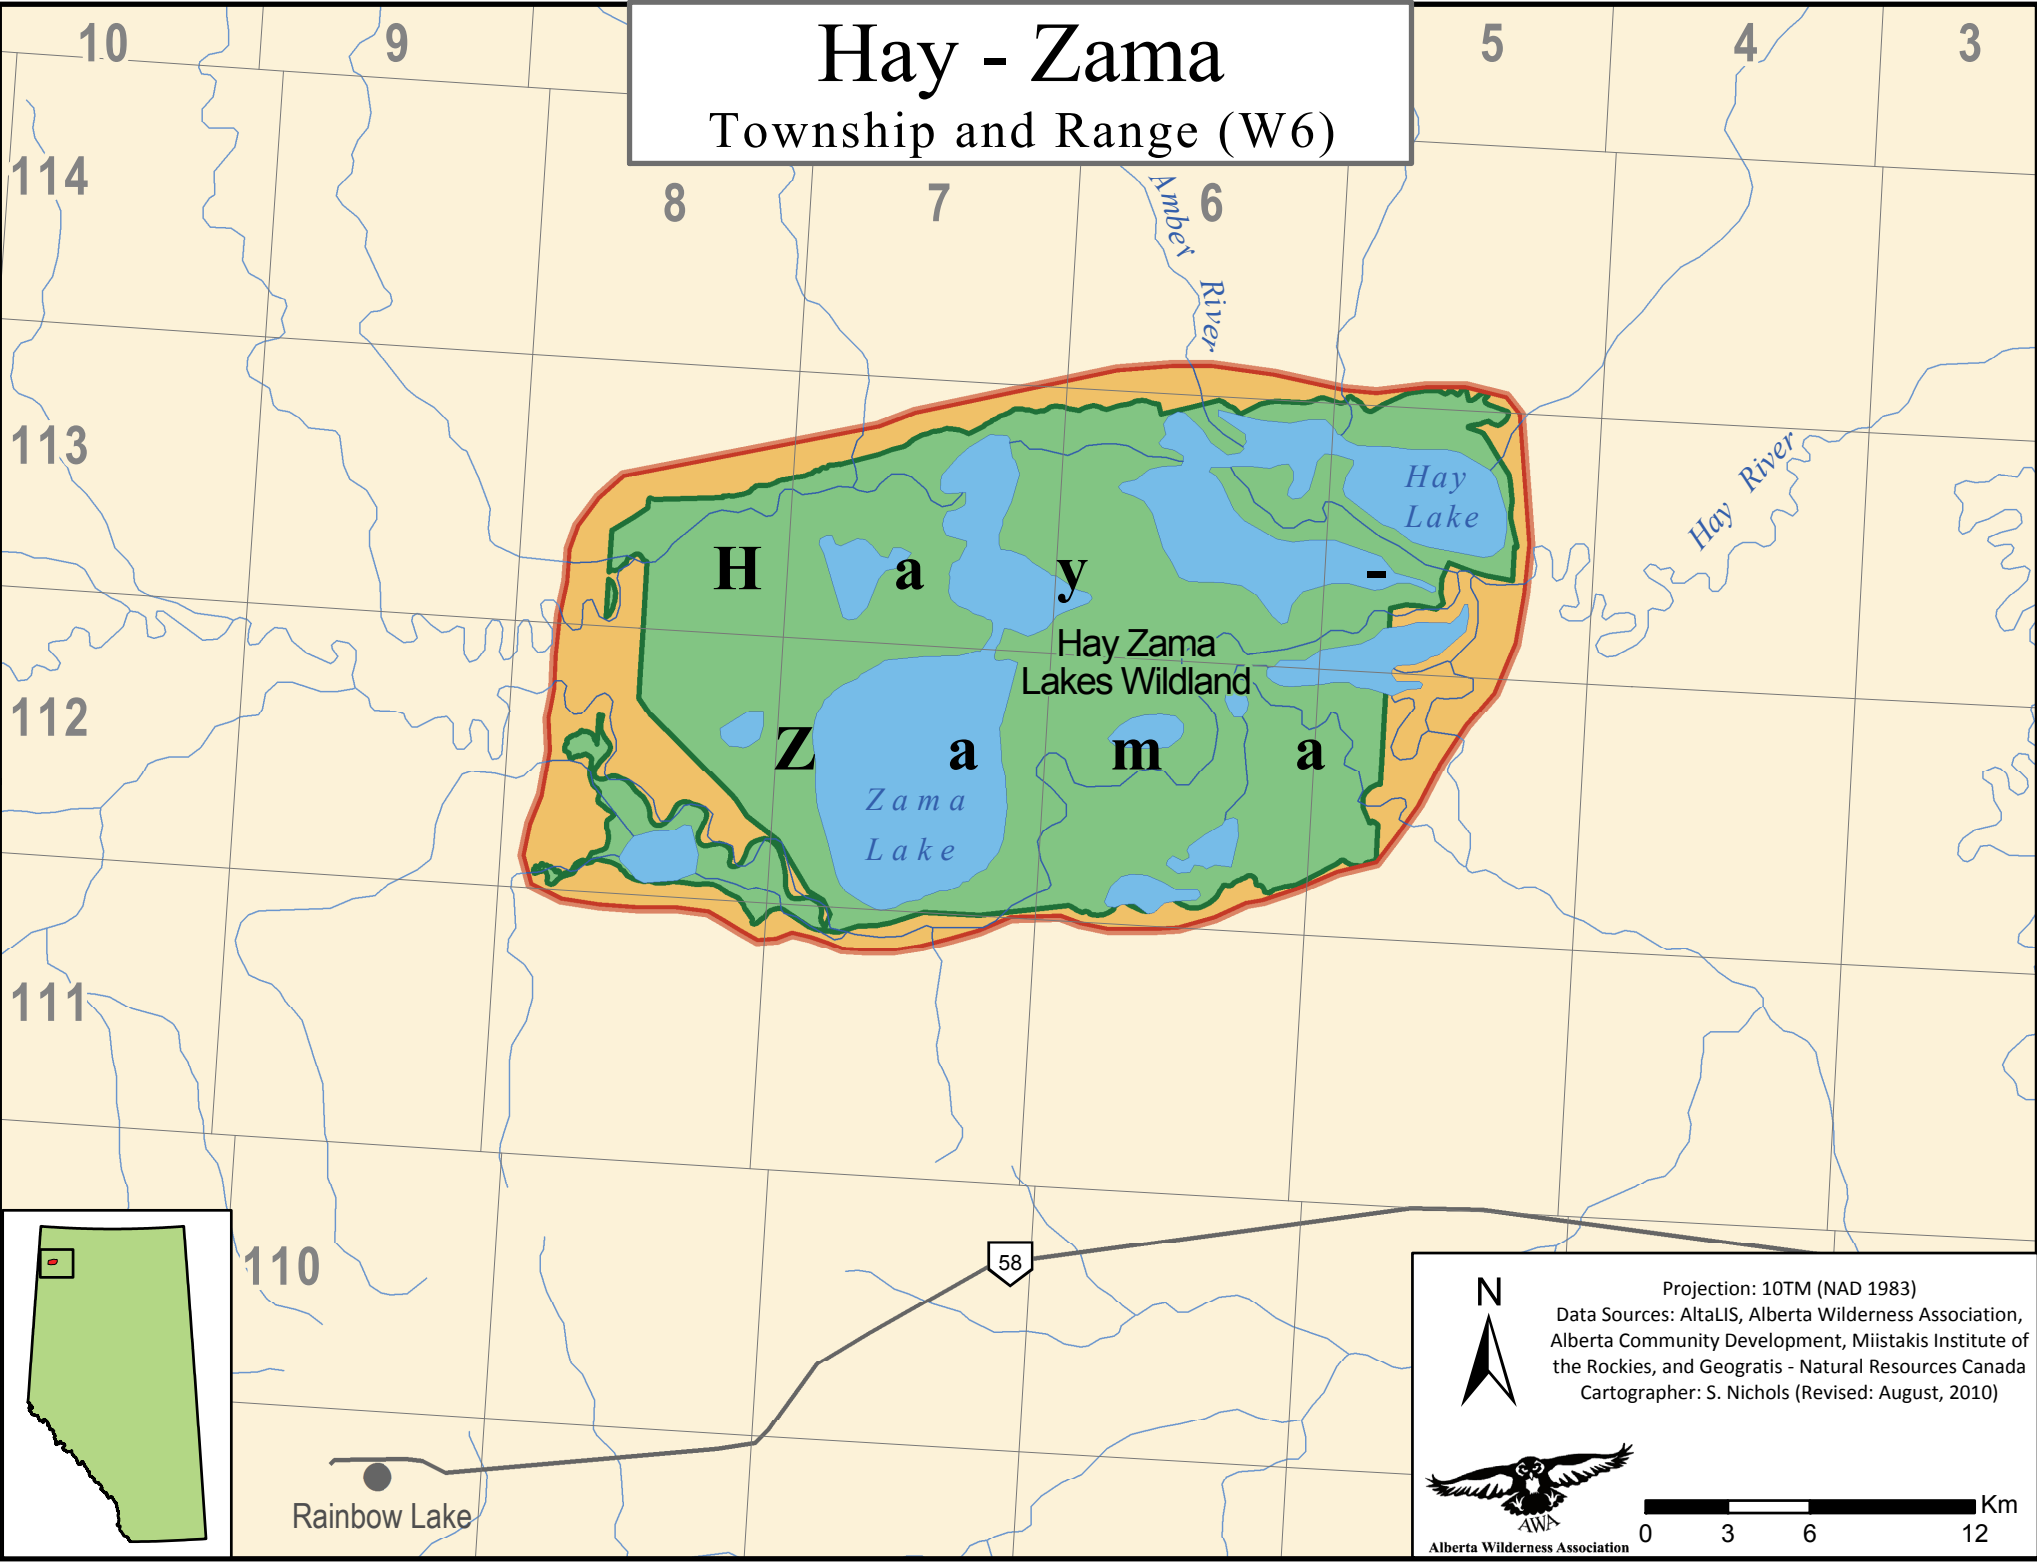 Hay - Zama
Township and Range (W6)
10
9
5
4
3
8
7
6
114
113
112
111
110
Amber River
Hay River
Hay
Lake
H a y -
Hay Zama
Lakes Wildland
Z a m a
Zama
Lake
58
Rainbow Lake
N
Projection: 10TM (NAD 1983)
Data Sources: AltaLIS, Alberta Wilderness Association,
Alberta Community Development, Miistakis Institute of
the Rockies, and Geogratis - Natural Resources Canada
Cartographer: S. Nichols (Revised: August, 2010)
AWA
Alberta Wilderness Association
Km
0 3 6 12